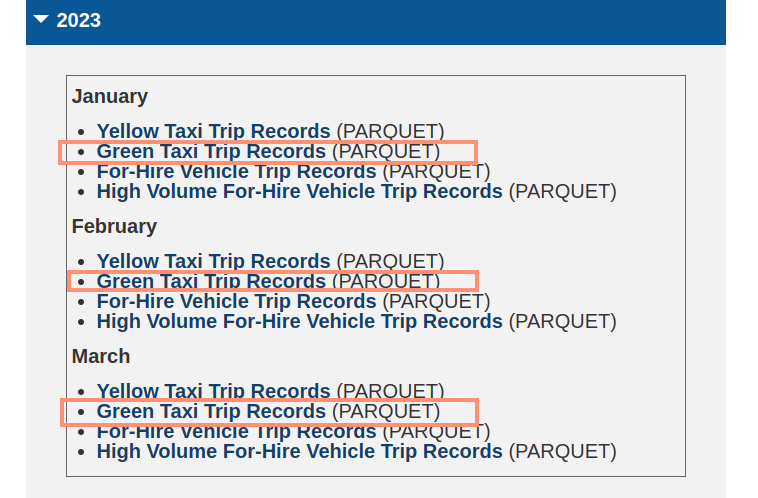 2023
January
Yellow Taxi Trip Records (PARQUET)
Green Taxi Trip Records (PARQUET)
For-Hire Vehicle Trip Records (PARQUET)
High Volume For-Hire Vehicle Trip Records (PARQUET)
February
Yellow Taxi Trip Records (PARQUET)
Green Taxi Trip Records (PARQUET)
For-Hire Vehicle Trip Records (PARQUET)
High Volume For-Hire Vehicle Trip Records (PARQUET)
March
Yellow Taxi Trip Records (PARQUET)
Green Taxi Trip Records (PARQUET)
For-Hire Vehicle Trip Records (PARQUET)
High Volume For-Hire Vehicle Trip Records (PARQUET)